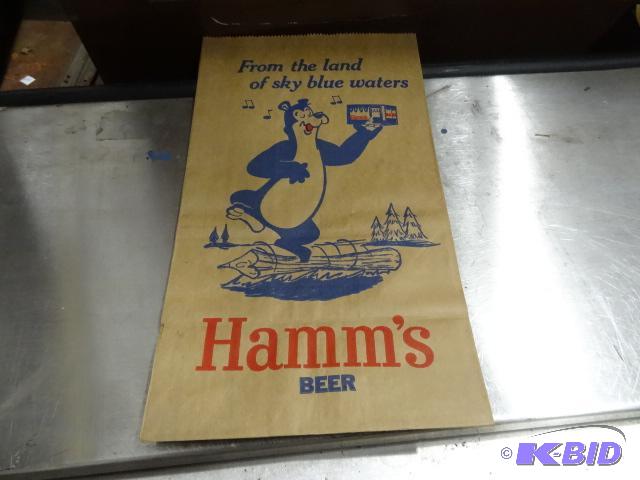 From the land
of sky blue waters
Hamm's
BEER
© K-BID